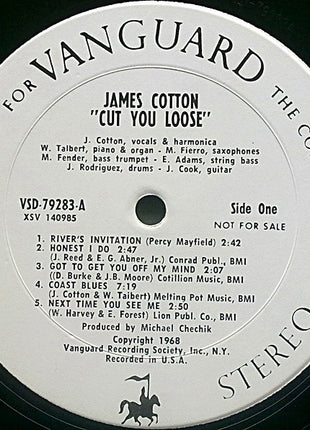 FOR VANGUARD THE CO
JAMES COTTON
"CUT YOU LOOSE"
J. Cotton, vocals & harmonica
W. Talbert, piano & organ - M. Fierro, saxophones
M. Fender, bass trumpet - E. Adams, string bass
J. Rodriguez, drums - J. Cook, guitar
VSD-79283-A Side One
XSV 140985 NOT FOR SALE
1. RIVER'S INVITATION (Percy Mayfield) 2:42
2. HONEST I DO 2:47
(J. Reed & E. G. Abner, Jr.) Conrad Publ., BMI
3. GOT TO GET YOU OFF MY MIND 2:07
((D. Burke & J.B. Moore) Cotillion Music, BMI
4. COAST BLUES 7:19
(J. Cotton & W. Talbert) Melting Pot Music, BMI
5. NEXT TIME YOU SEE ME 2:50
(W. Harvey & E. Forest) Lion Publ. Co., BMI
Produced by Michael Chechik
Copyright 1968
Vanguard Recording Society, Inc., N.Y.
Recorded in U.S.A.
STEREO